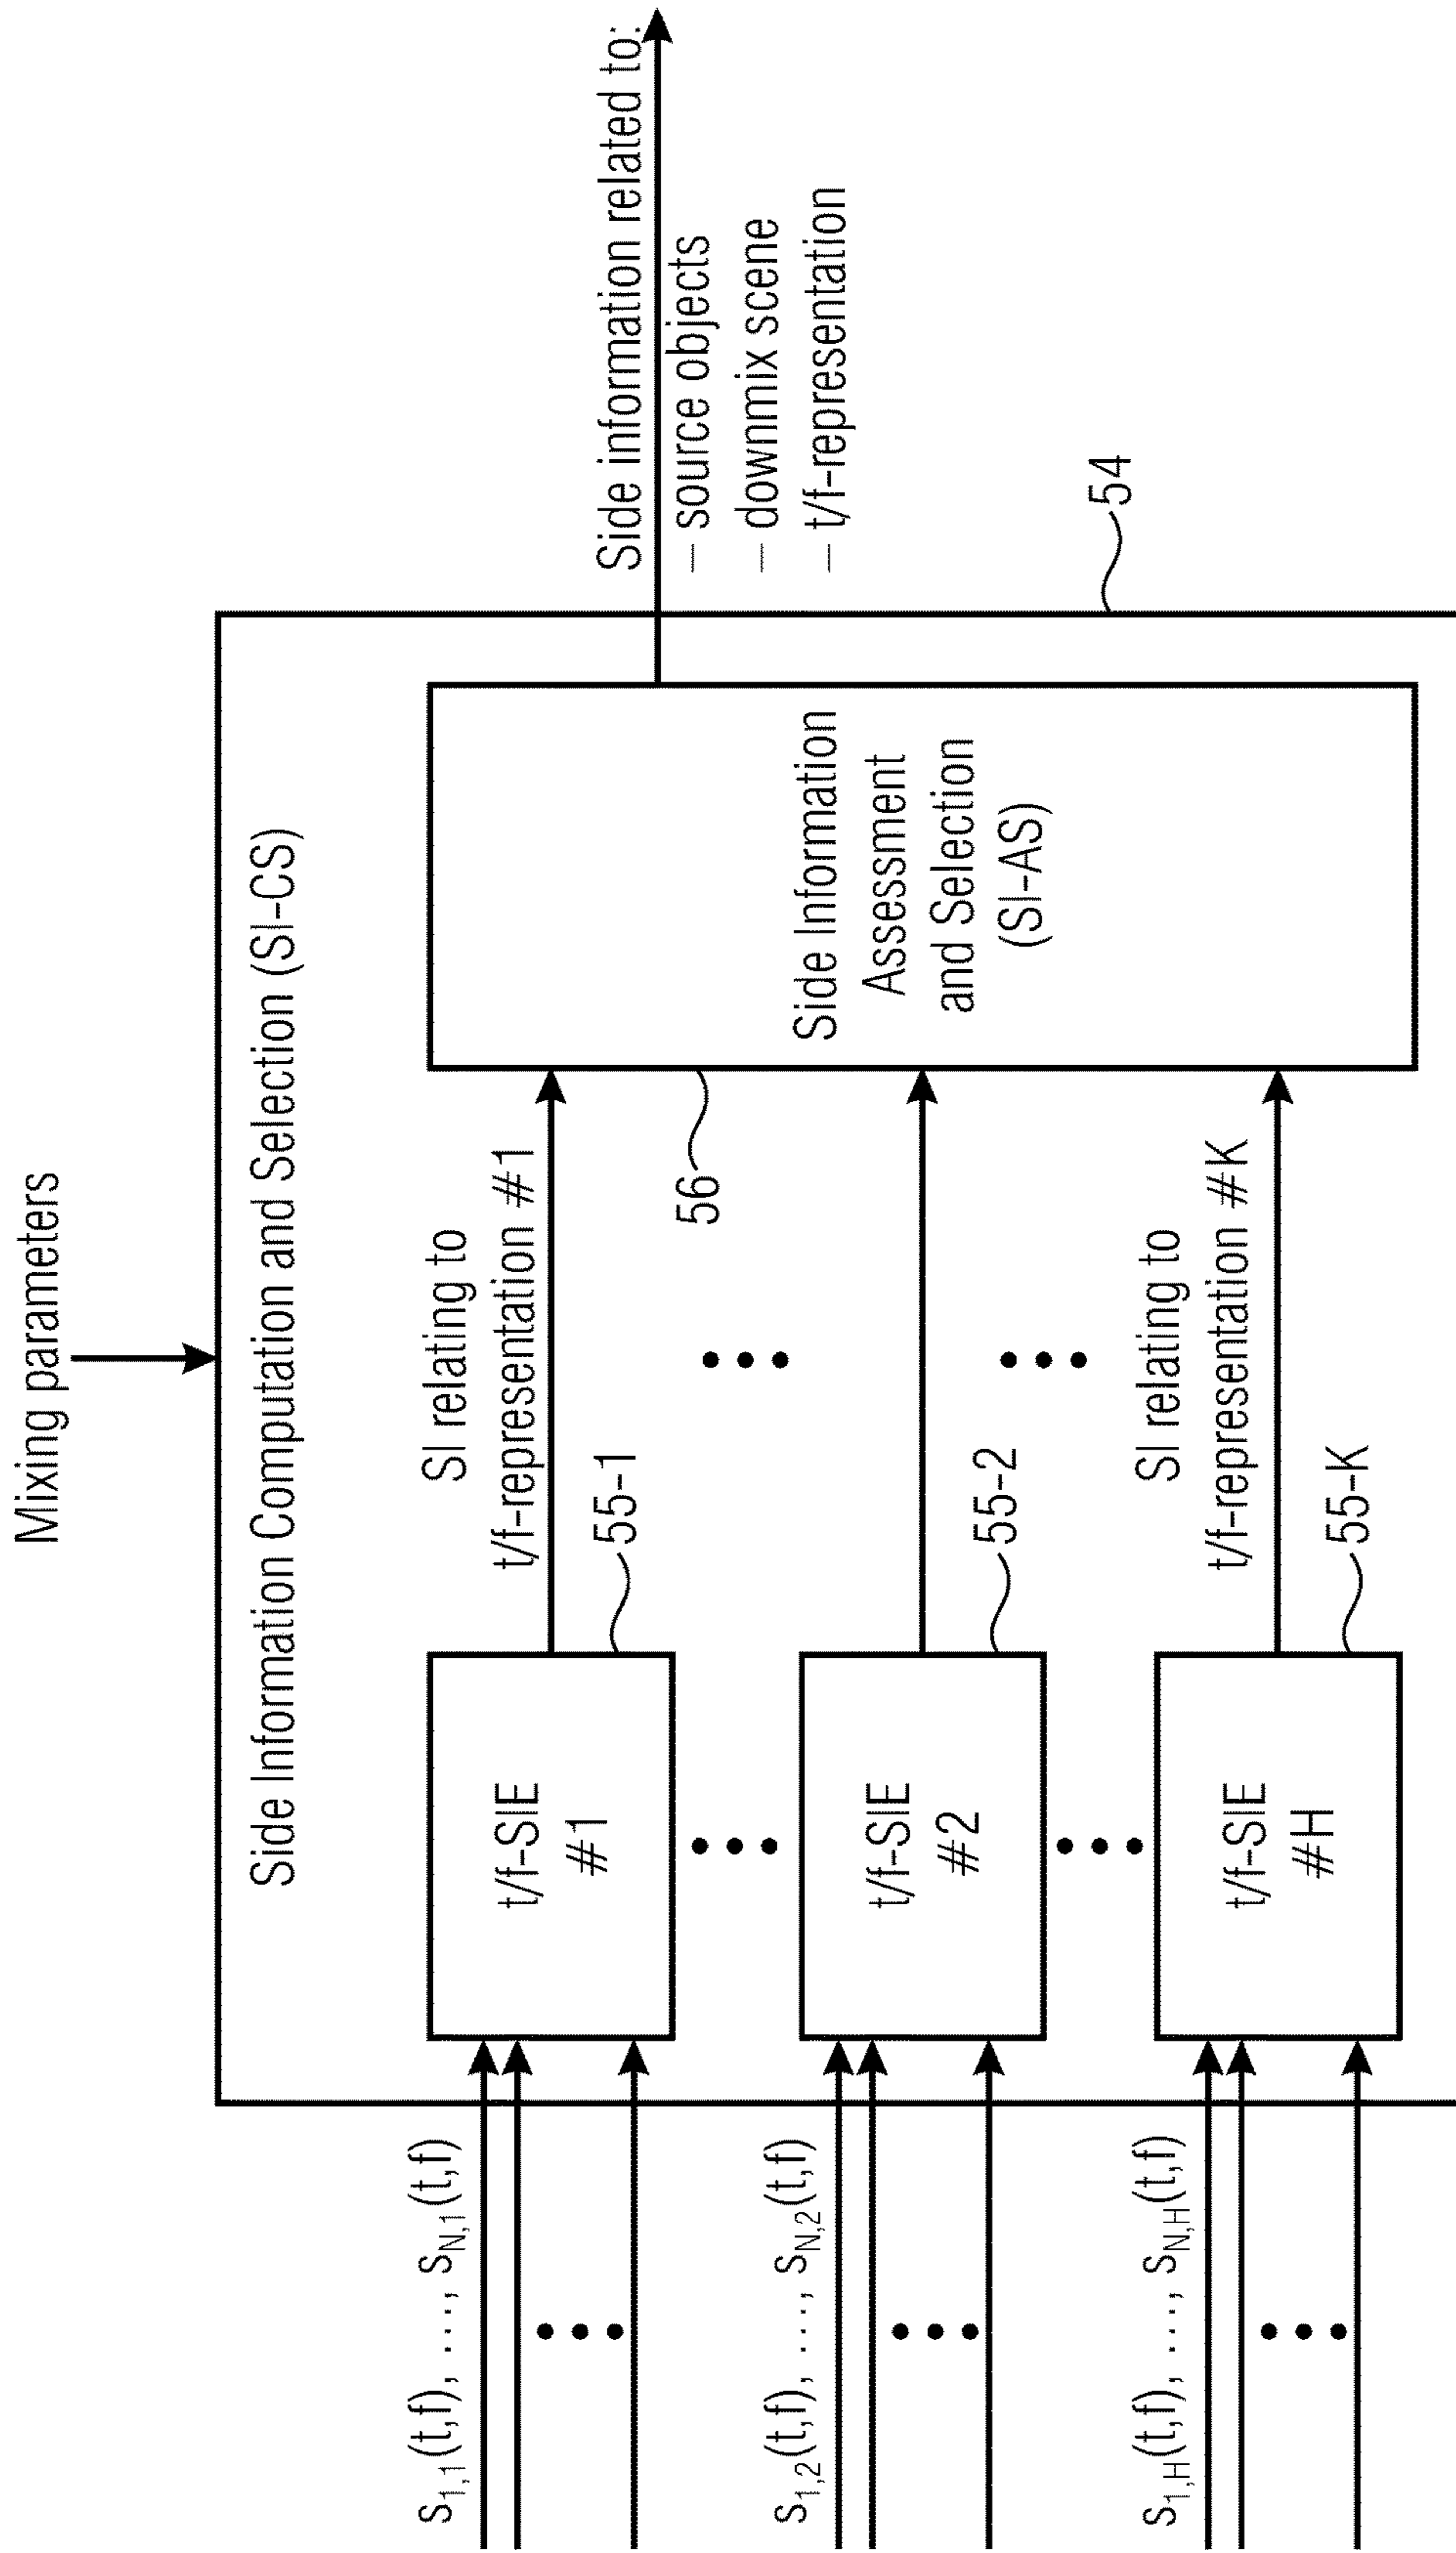 Mixing parameters
Side Information Computation and Selection (SI-CS)
s1,1(t,f), ..., sN,1(t,f)
t/f-SIE
#1
55-1
SI relating to
t/f-representation #1
56
s1,2(t,f), ..., sN,2(t,f)
t/f-SIE
#2
55-2
s1,H(t,f), ..., sN,H(t,f)
t/f-SIE
#H
55-K
SI relating to
t/f-representation #K
Side Information
Assessment
and Selection
(SI-AS)
Side information related to:
– source objects
– downmix scene
– t/f-representation
54